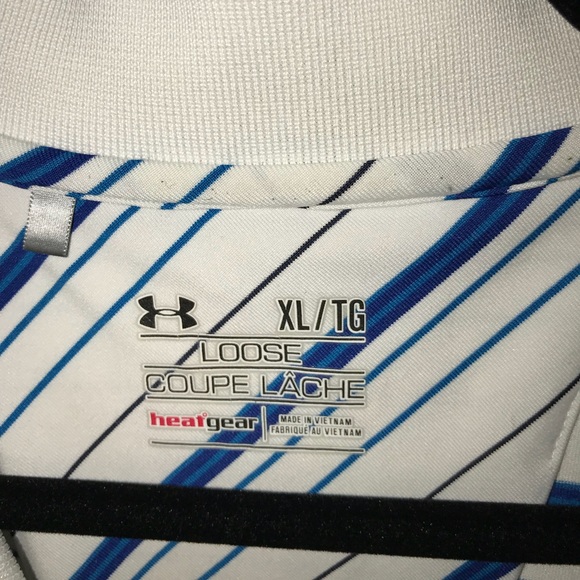 XL/TG
LOOSE
COUPE LÂCHE
heatgear
MADE IN VIETNAM
FABRIQUÉ AU VIETNAM